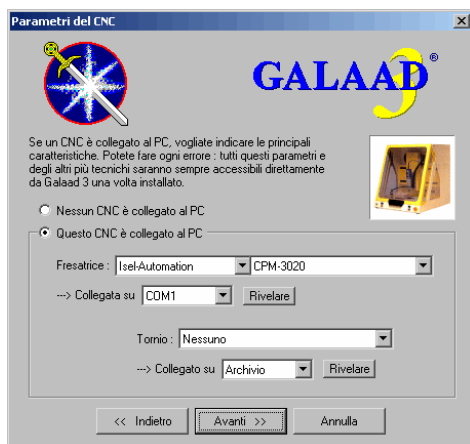 Parametri del CNC
GALAAD 3 ®
Se un CNC è collegato al PC, vogliate indicare le principali
caratteristiche. Potete fare ogni errore : tutti questi parametri e
degli altri più tecnici saranno sempre accessibili direttamente
da Galaad 3 una volta installato.
Nessun CNC è collegato al PC
Questo CNC è collegato al PC
Fresatrice : Isel-Automation CPM-3020
---> Collegata su COM1 Rivelare
Tornio : Nessuno
---> Collegato su Archivio Rivelare
<< Indietro Avanti >> Annulla